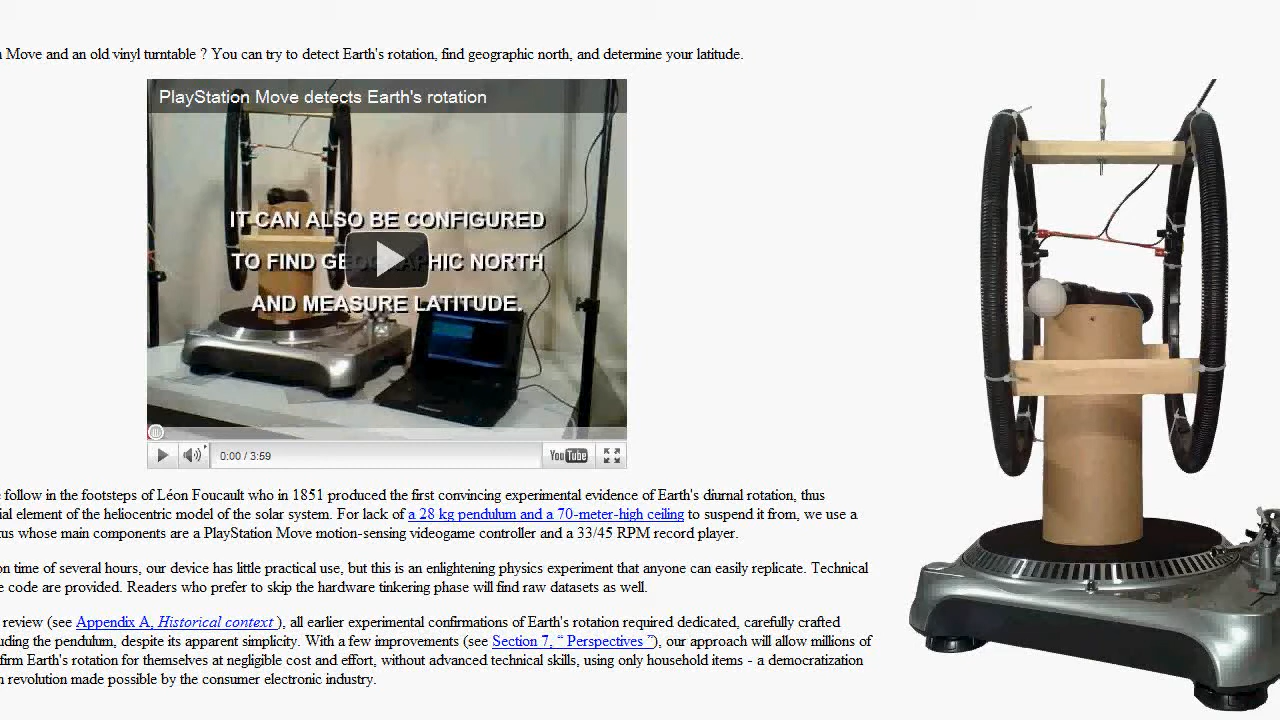 Move and an old vinyl turntable ? You can try to detect Earth's rotation, find geographic north, and determine your latitude.
PlayStation Move detects Earth's rotation
IT CAN ALSO BE CONFIGURED
TO FIND GEOGRAPHIC NORTH
AND MEASURE LATITUDE.
0:00 / 3:59
YouTube
follow in the footsteps of Léon Foucault who in 1851 produced the first convincing experimental evidence of Earth's diurnal rotation, thus
ial element of the heliocentric model of the solar system. For lack of a 28 kg pendulum and a 70-meter-high ceiling to suspend it from, we use a
tus whose main components are a PlayStation Move motion-sensing videogame controller and a 33/45 RPM record player.
on time of several hours, our device has little practical use, but this is an enlightening physics experiment that anyone can easily replicate. Technical
e code are provided. Readers who prefer to skip the hardware tinkering phase will find raw datasets as well.
review (see Appendix A, Historical context ), all earlier experimental confirmations of Earth's rotation required dedicated, carefully crafted
uding the pendulum, despite its apparent simplicity. With a few improvements (see Section 7, “ Perspectives ”), our approach will allow millions of
firm Earth's rotation for themselves at negligible cost and effort, without advanced technical skills, using only household items - a democratization
n revolution made possible by the consumer electronic industry.